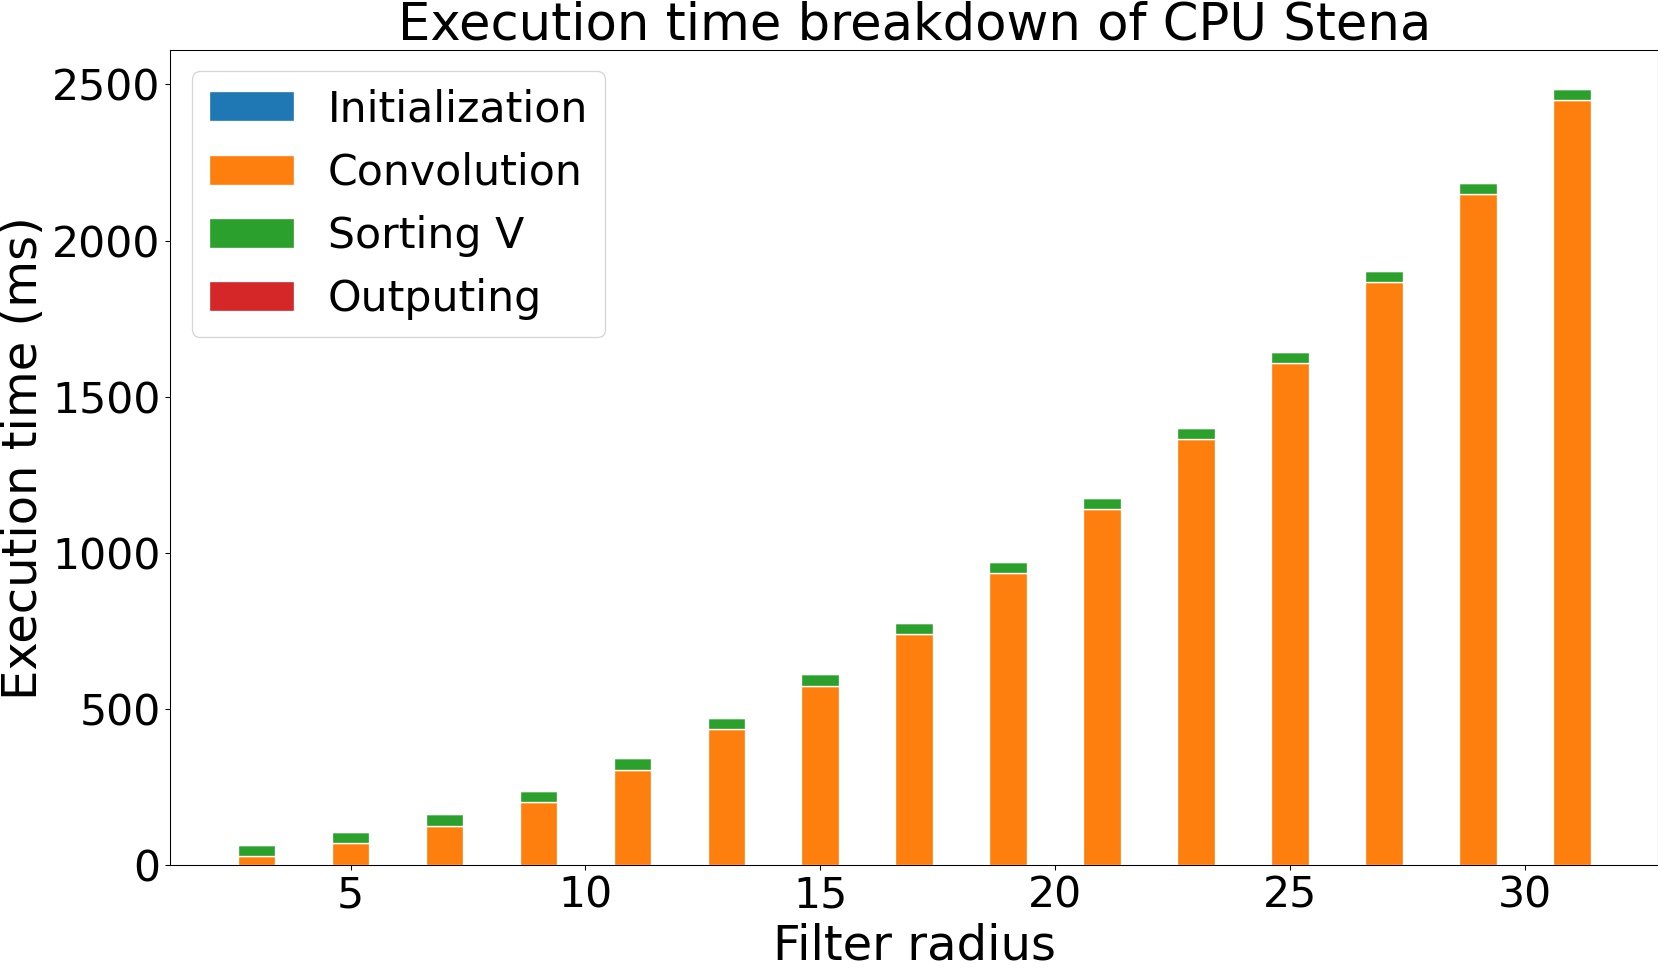 Execution time breakdown of CPU Stena
2500
2000
1500
1000
500
0
Execution time (ms)
Initialization
Convolution
Sorting V
Outputing
5 10 15 20 25 30
Filter radius